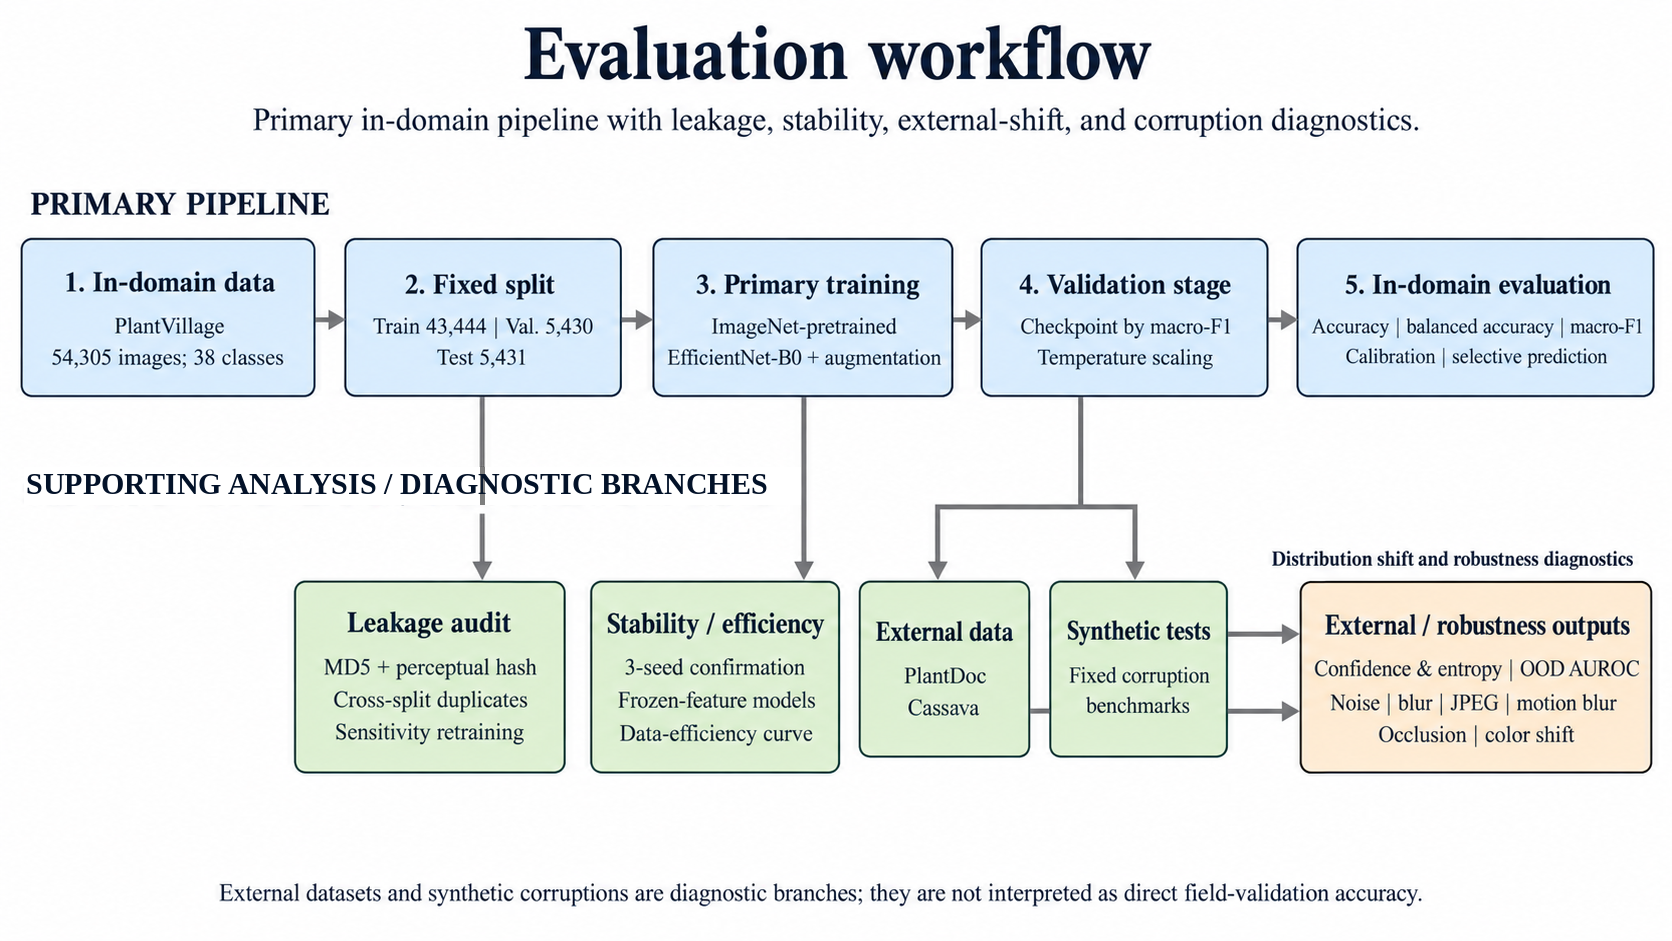 Evaluation workflow
Primary in-domain pipeline with leakage, stability, external-shift, and corruption diagnostics.
PRIMARY PIPELINE
1. In-domain data
PlantVillage
54,305 images; 38 classes
2. Fixed split
Train 43,444 | Val. 5,430
Test 5,431
3. Primary training
ImageNet-pretrained
EfficientNet-B0 + augmentation
4. Validation stage
Checkpoint by macro-F1
Temperature scaling
5. In-domain evaluation
Accuracy | balanced accuracy | macro-F1
Calibration | selective prediction
SUPPORTING ANALYSIS / DIAGNOSTIC BRANCHES
Leakage audit
MD5 + perceptual hash
Cross-split duplicates
Sensitivity retraining
Stability / efficiency
3-seed confirmation
Frozen-feature models
Data-efficiency curve
External data
PlantDoc
Cassava
Synthetic tests
Fixed corruption
benchmarks
Distribution shift and robustness diagnostics
External / robustness outputs
Confidence & entropy | OOD AUROC
Noise | blur | JPEG | motion blur
Occlusion | color shift
External datasets and synthetic corruptions are diagnostic branches; they are not interpreted as direct field-validation accuracy.